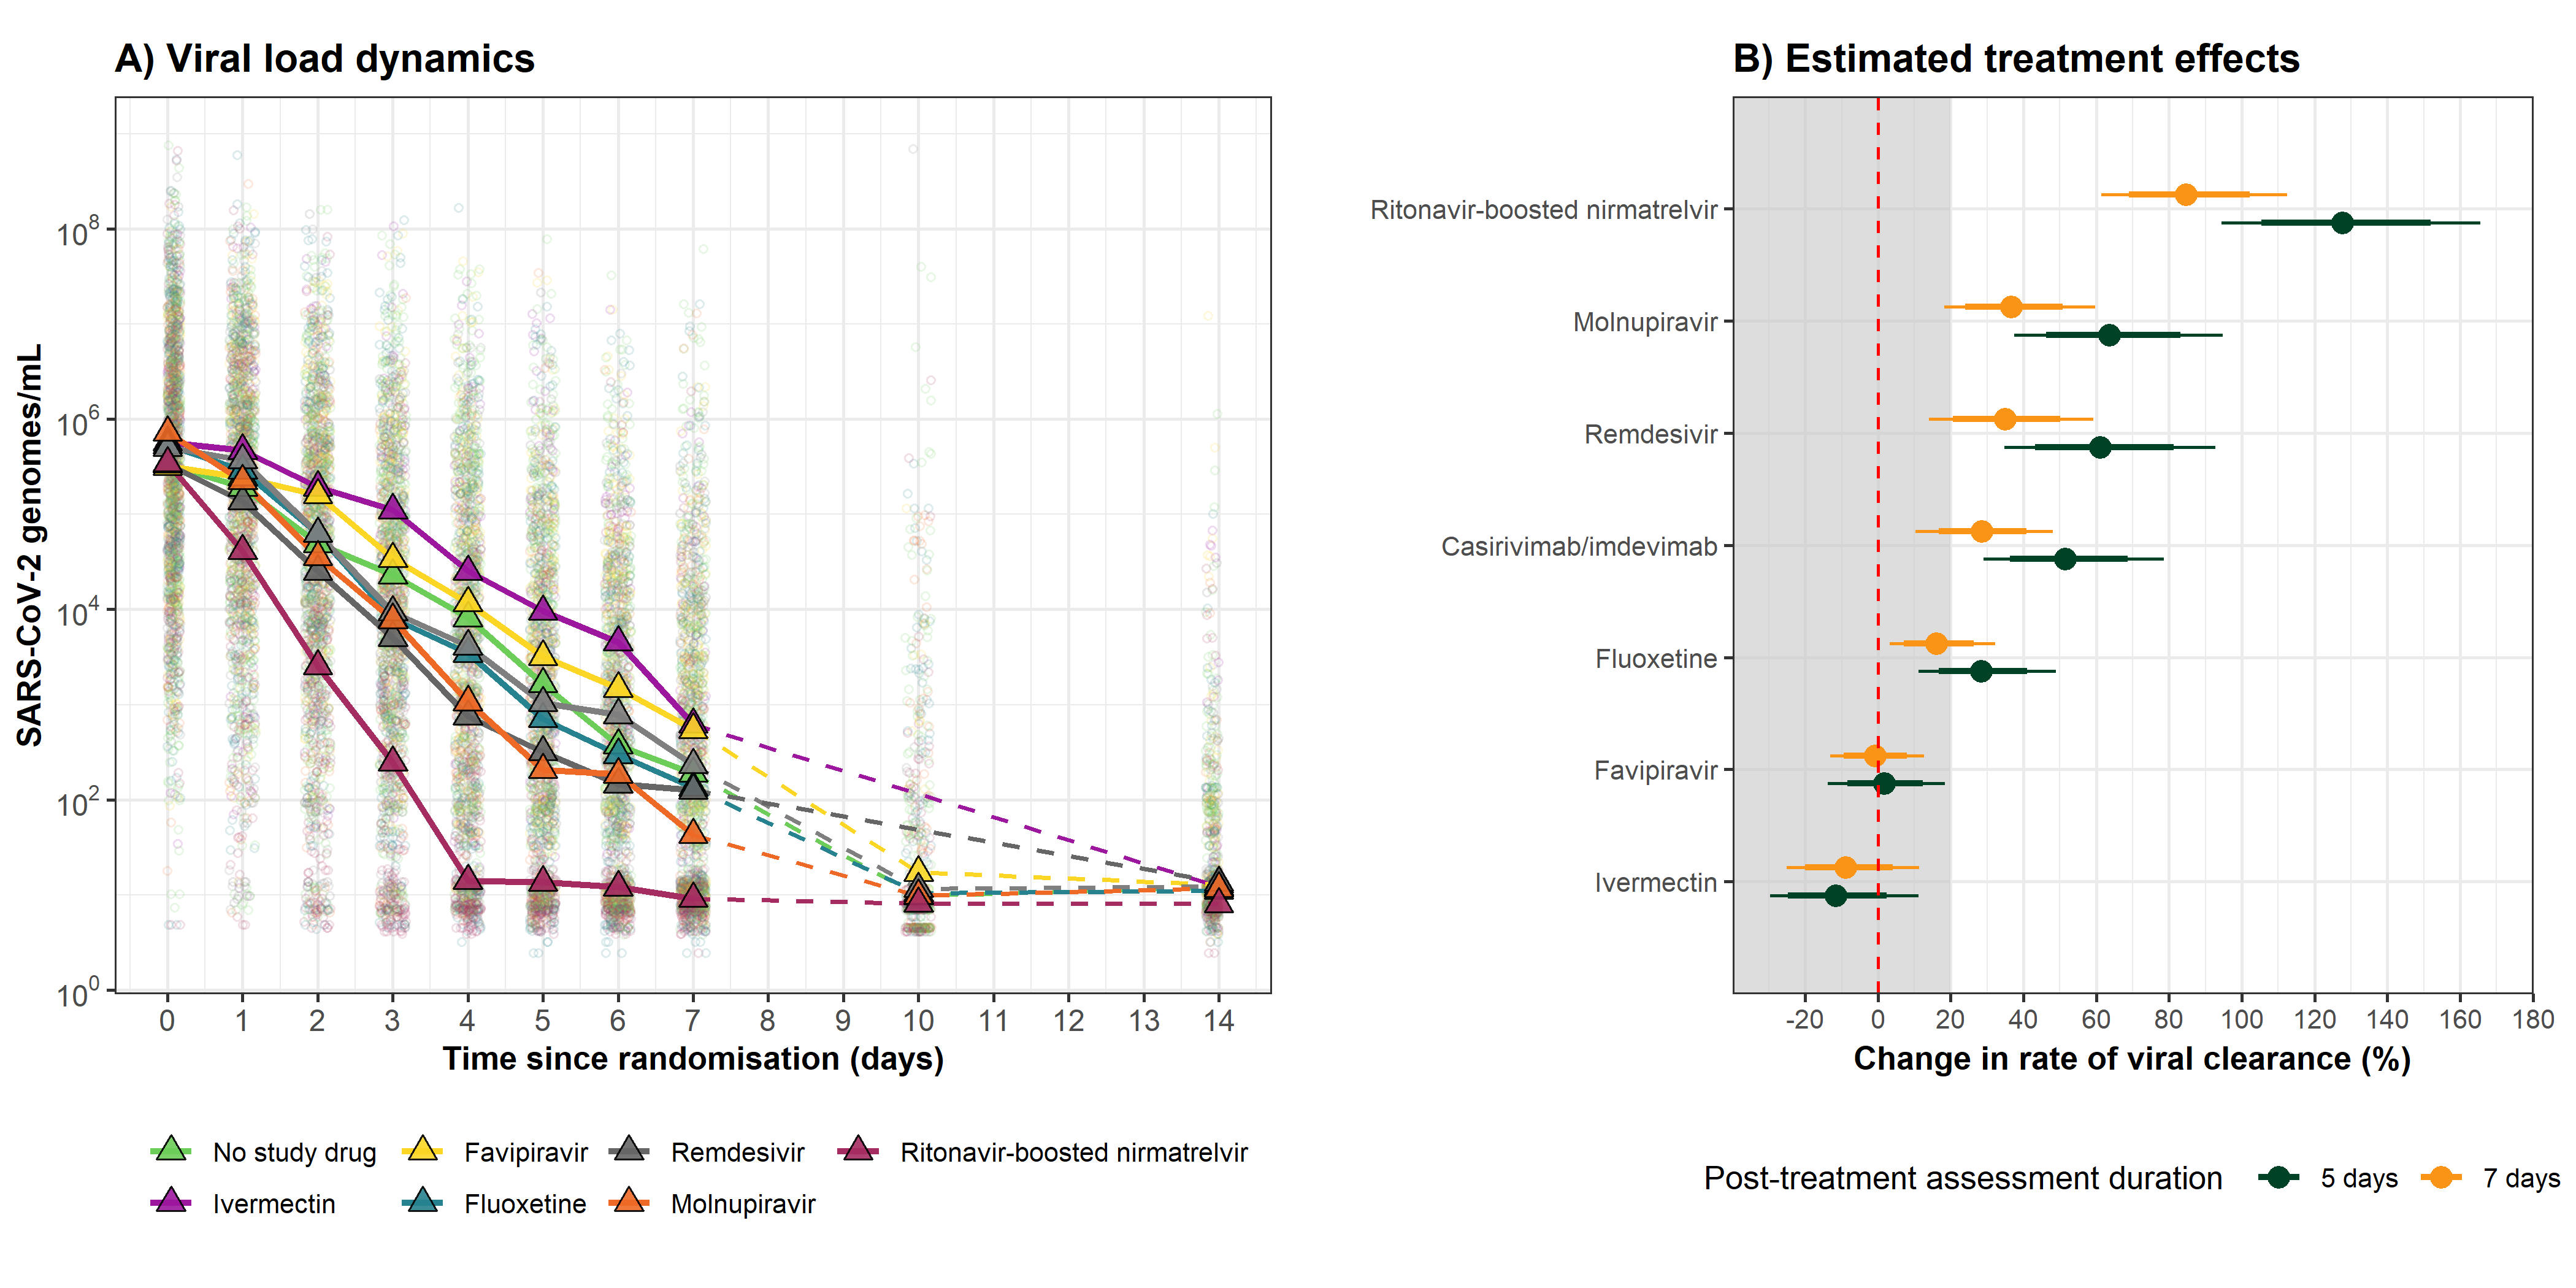 A) Viral load dynamics
SARS-CoV-2 genomes/mL
10^8
10^6
10^4
10^2
10^0
0 1 2 3 4 5 6 7 8 9 10 11 12 13 14
Time since randomisation (days)
No study drug Favipiravir Remdesivir Ritonavir-boosted nirmatrelvir
Ivermectin Fluoxetine Molnupiravir
B) Estimated treatment effects
Ritonavir-boosted nirmatrelvir
Molnupiravir
Remdesivir
Casirivimab/imdevimab
Fluoxetine
Favipiravir
Ivermectin
-20 0 20 40 60 80 100 120 140 160 180
Change in rate of viral clearance (%)
Post-treatment assessment duration 5 days 7 days